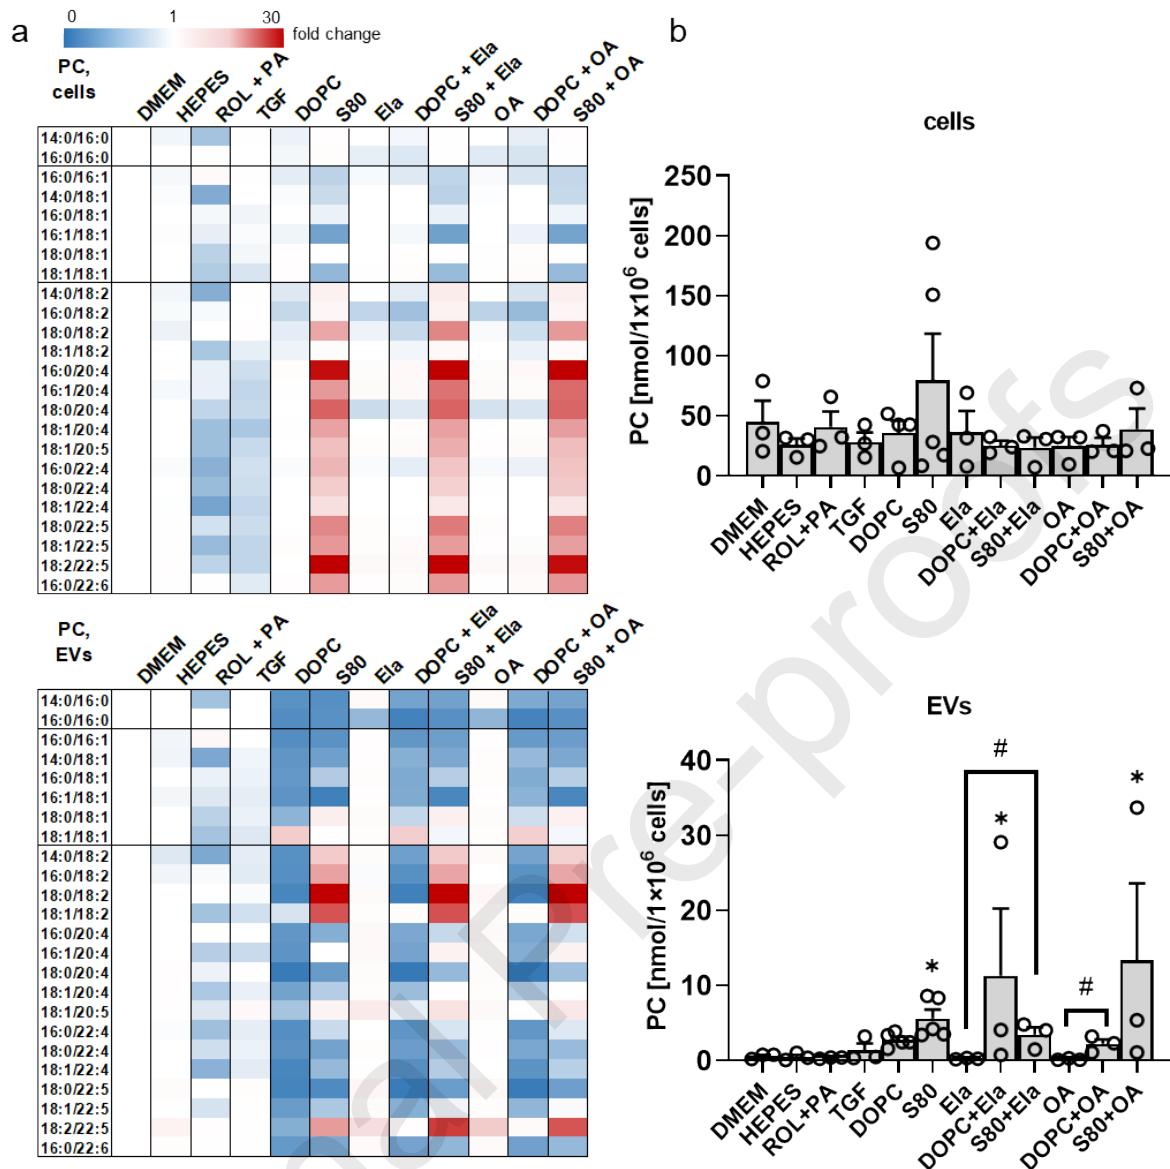 a
0 1 30
fold change
PC,
cells
DMEM
HEPES
ROL + PA
TGF
DOPC
S80
Ela
DOPC + Ela
S80 + Ela
OA
DOPC + OA
S80 + OA
14:0/16:0
16:0/16:0
16:0/16:1
14:0/18:1
16:0/18:1
16:1/18:1
18:0/18:1
18:1/18:1
14:0/18:2
16:0/18:2
18:0/18:2
18:1/18:2
16:0/20:4
16:1/20:4
18:0/20:4
18:1/20:4
18:1/20:5
16:0/22:4
18:0/22:4
18:1/22:4
18:0/22:5
18:1/22:5
18:2/22:5
16:0/22:6
PC,
EVs
DMEM
HEPES
ROL + PA
TGF
DOPC
S80
Ela
DOPC + Ela
S80 + Ela
OA
DOPC + OA
S80 + OA
14:0/16:0
16:0/16:0
16:0/16:1
14:0/18:1
16:0/18:1
16:1/18:1
18:0/18:1
18:1/18:1
14:0/18:2
16:0/18:2
18:0/18:2
18:1/18:2
16:0/20:4
16:1/20:4
18:0/20:4
18:1/20:4
18:1/20:5
16:0/22:4
18:0/22:4
18:1/22:4
18:0/22:5
18:1/22:5
18:2/22:5
16:0/22:6
b
cells
PC [nmol/1x10⁶ cells]
250
200
150
100
50
0
DMEM
HEPES
ROL+PA
TGF
DOPC
S80
Ela
DOPC+Ela
S80+Ela
OA
DOPC+OA
S80+OA
EVs
PC [nmol/1×10⁶ cells]
40
30
20
10
0
#
*
*
*
#
DMEM
HEPES
ROL+PA
TGF
DOPC
S80
Ela
DOPC+Ela
S80+Ela
OA
DOPC+OA
S80+OA
al Pre-proofs